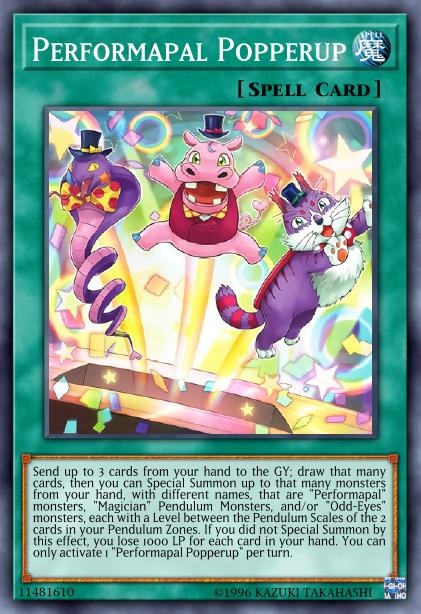 Performapal Popperup
SPELL
魔
[Spell Card]
Send up to 3 cards from your hand to the GY; draw that many
cards, then you can Special Summon up to that many monsters
from your hand, with different names, that are "Performapal"
monsters, "Magician" Pendulum Monsters, and/or "Odd-Eyes"
monsters, each with a Level between the Pendulum Scales of the 2
cards in your Pendulum Zones. If you did not Special Summon by
this effect, you lose 1000 LP for each card in your hand. You can
only activate 1 "Performapal Popperup" per turn.
11481610
©1996 KAZUKI TAKAHASHI